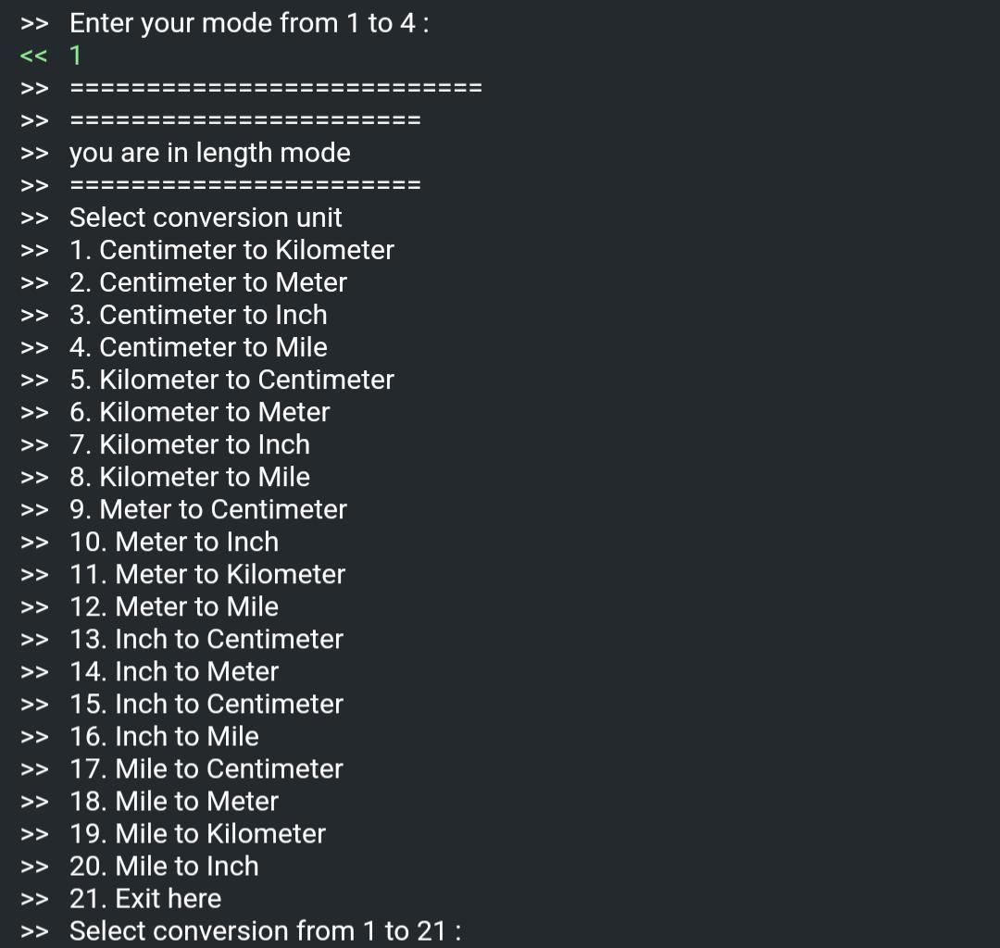 >> Enter your mode from 1 to 4 :
<< 1
>> ===========================
>> =======================
>> you are in length mode
>> =======================
>> Select conversion unit
>> 1. Centimeter to Kilometer
>> 2. Centimeter to Meter
>> 3. Centimeter to Inch
>> 4. Centimeter to Mile
>> 5. Kilometer to Centimeter
>> 6. Kilometer to Meter
>> 7. Kilometer to Inch
>> 8. Kilometer to Mile
>> 9. Meter to Centimeter
>> 10. Meter to Inch
>> 11. Meter to Kilometer
>> 12. Meter to Mile
>> 13. Inch to Centimeter
>> 14. Inch to Meter
>> 15. Inch to Centimeter
>> 16. Inch to Mile
>> 17. Mile to Centimeter
>> 18. Mile to Meter
>> 19. Mile to Kilometer
>> 20. Mile to Inch
>> 21. Exit here
>> Select conversion from 1 to 21 :